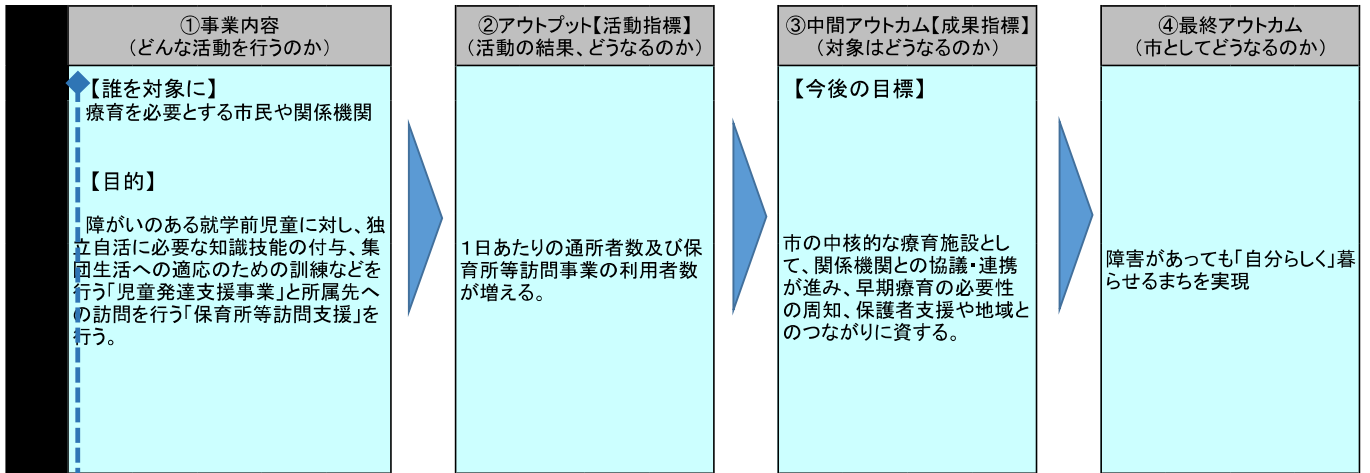 ①事業内容
（どんな活動を行うのか）
【誰を対象に】
療育を必要とする市民や関係機関
【目的】
障がいのある就学前児童に対し、独
立自活に必要な知識技能の付与、集
団生活への適応のための訓練などを
行う「児童発達支援事業」と所属先へ
の訪問を行う「保育所等訪問支援」を
行う。
②アウトプット【活動指標】
（活動の結果、どうなるのか）
１日あたりの通所者数及び保
育所等訪問事業の利用者数
が増える。
③中間アウトカム【成果指標】
（対象はどうなるのか）
【今後の目標】
市の中核的な療育施設とし
て、関係機関との協議・連携
が進み、早期療育の必要性
の周知、保護者支援や地域と
のつながりに資する。
④最終アウトカム
（市としてどうなるのか）
障害があっても「自分らしく」暮
らせるまちを実現